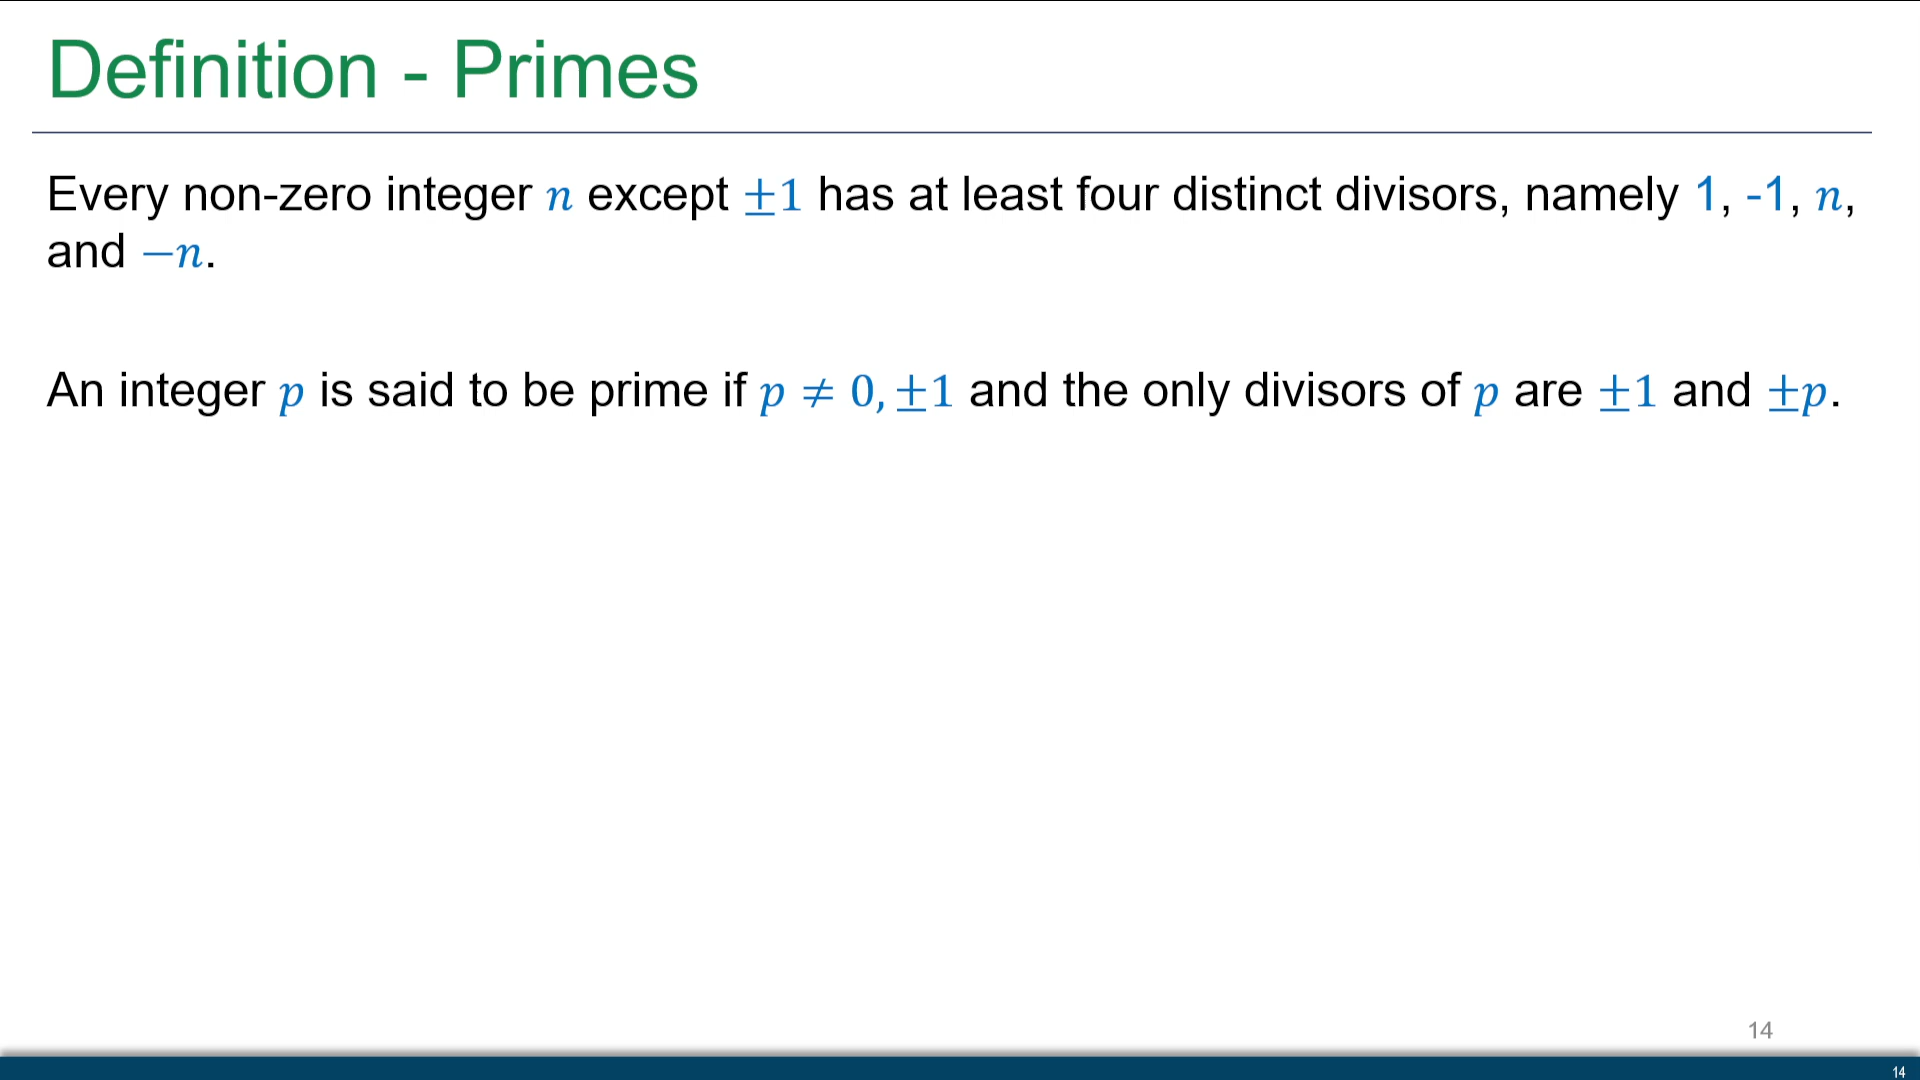 Definition - Primes
Every non-zero integer n except ±1 has at least four distinct divisors, namely 1, -1, n,
and −n.
An integer p is said to be prime if p ≠ 0, ±1 and the only divisors of p are ±1 and ±p.
14
14